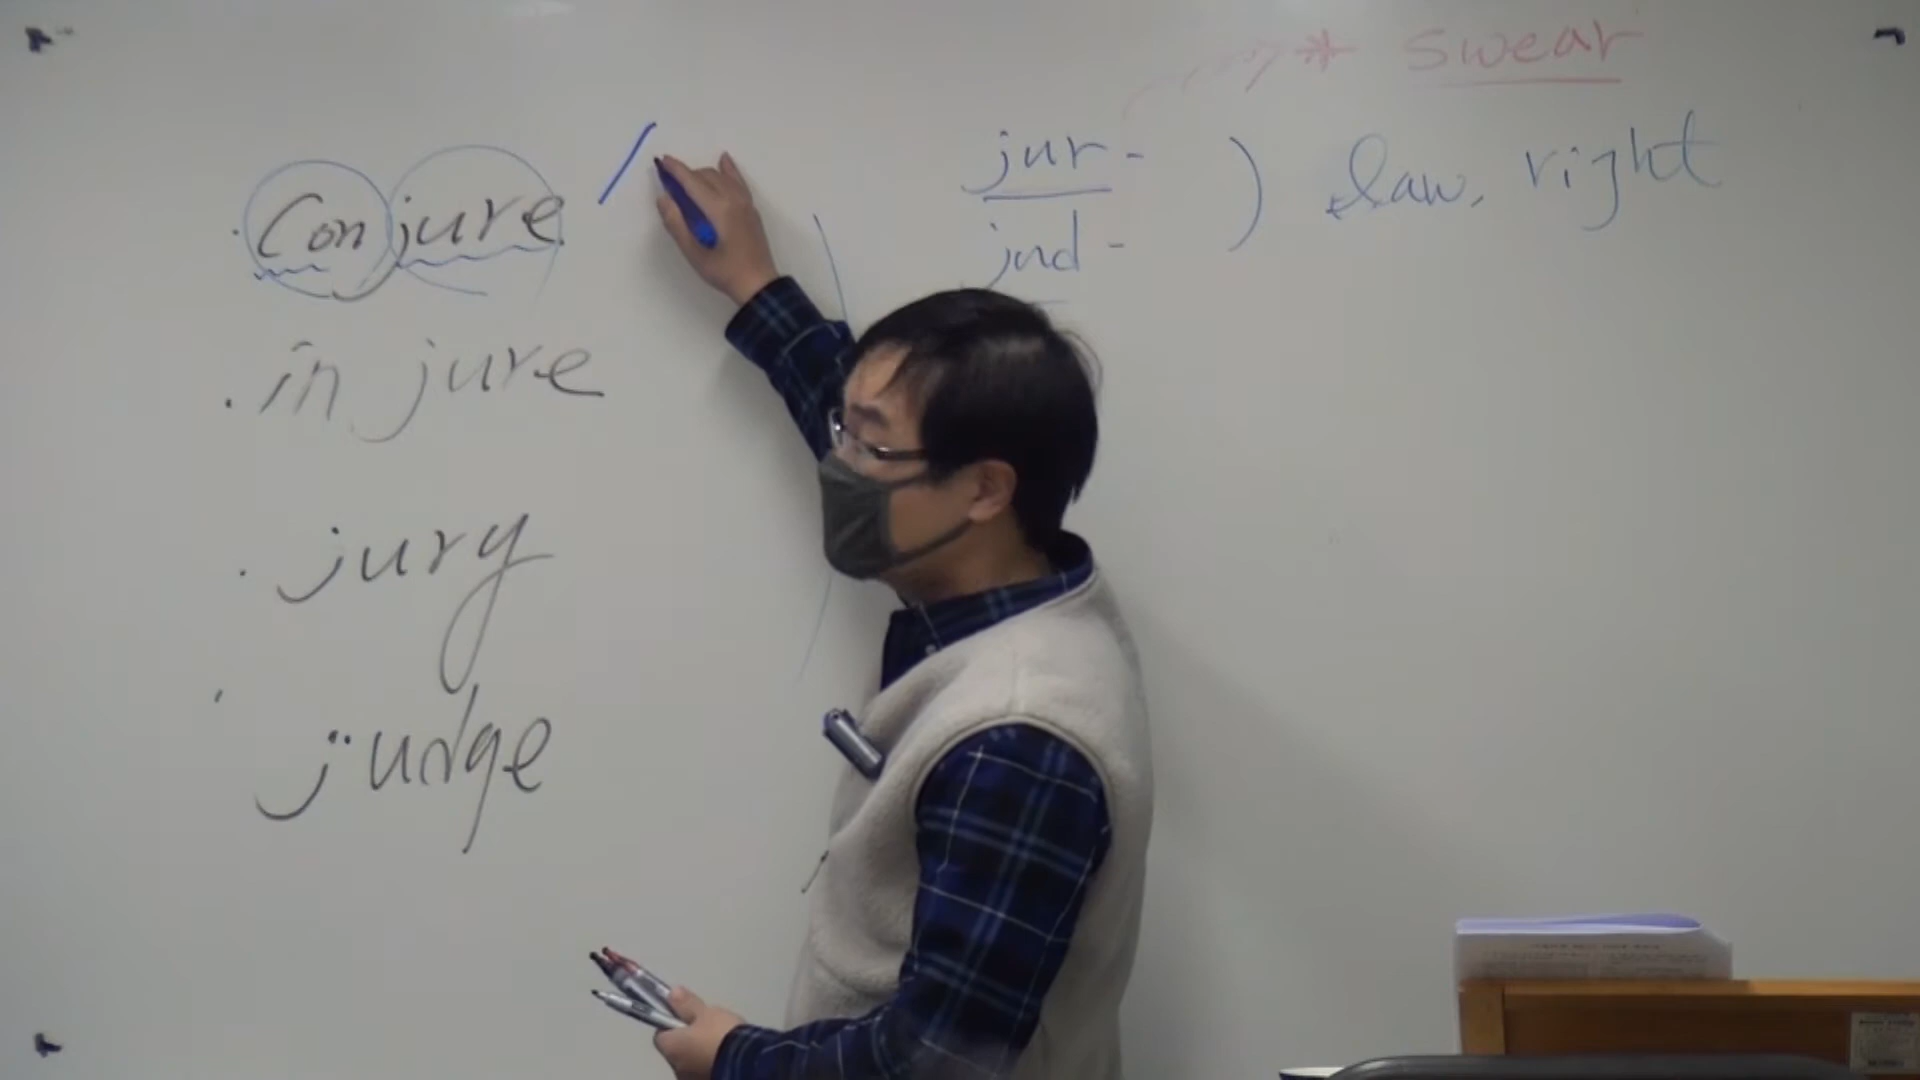 * swear
jur-
jud-
) law, right
· Conjure /
· injure
· jury
· judge